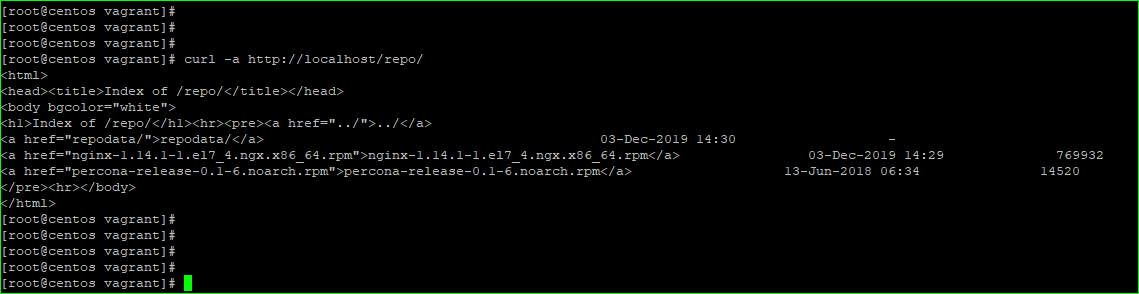 [root@centos vagrant]#
[root@centos vagrant]#
[root@centos vagrant]#
[root@centos vagrant]# curl -a http://localhost/repo/
<html>
<head><title>Index of /repo/</title></head>
<body bgcolor="white">
<h1>Index of /repo/</h1><hr><pre><a href="../">../</a>
<a href="repodata/">repodata/</a>                                          03-Dec-2019 14:30                   -
<a href="nginx-1.14.1-1.el7_4.ngx.x86_64.rpm">nginx-1.14.1-1.el7_4.ngx.x86_64.rpm</a>                03-Dec-2019 14:29              769932
<a href="percona-release-0.1-6.noarch.rpm">percona-release-0.1-6.noarch.rpm</a>                   13-Jun-2018 06:34               14520
</pre><hr></body>
</html>
[root@centos vagrant]#
[root@centos vagrant]#
[root@centos vagrant]#
[root@centos vagrant]#
[root@centos vagrant]#